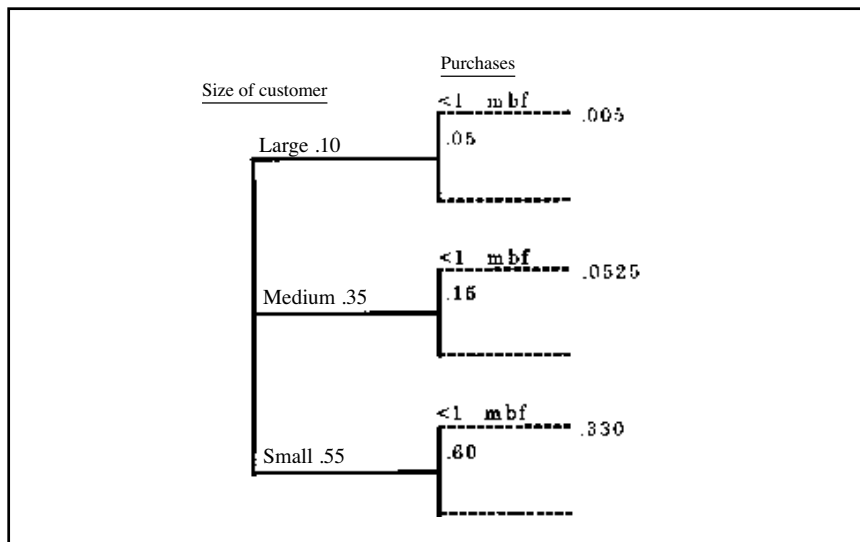 Purchases
Size of customer
<1 mbf
.005
.05
Large .10
<1 mbf
.0525
.15
Medium .35
<1 mbf
.330
.60
Small .55